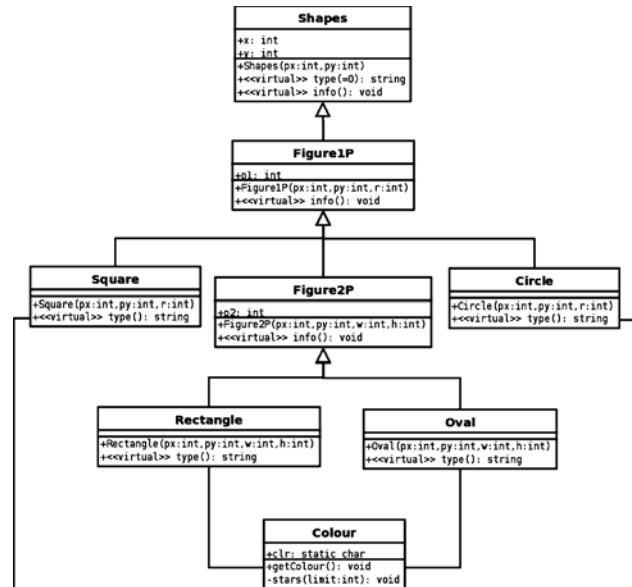 Shapes
+x: int
+y: int
+Shapes(px:int,py:int)
+<<virtual>> type(=0): string
+<<virtual>> info(): void
Figure1P
+p1: int
+Figure1P(px:int,py:int,r:int)
+<<virtual>> info(): void
Square
+Square(px:int,py:int,r:int)
+<<virtual>> type(): string
Figure2P
+p2: int
+Figure2P(px:int,py:int,w:int,h:int)
+<<virtual>> info(): void
Circle
+Circle(px:int,py:int,r:int)
+<<virtual>> type(): string
Rectangle
+Rectangle(px:int,py:int,w:int,h:int)
+<<virtual>> type(): string
Oval
+Oval(px:int,py:int,w:int,h:int)
+<<virtual>> type(): string
Colour
+clr: static char
+getColour(): void
-stars(limit:int): void